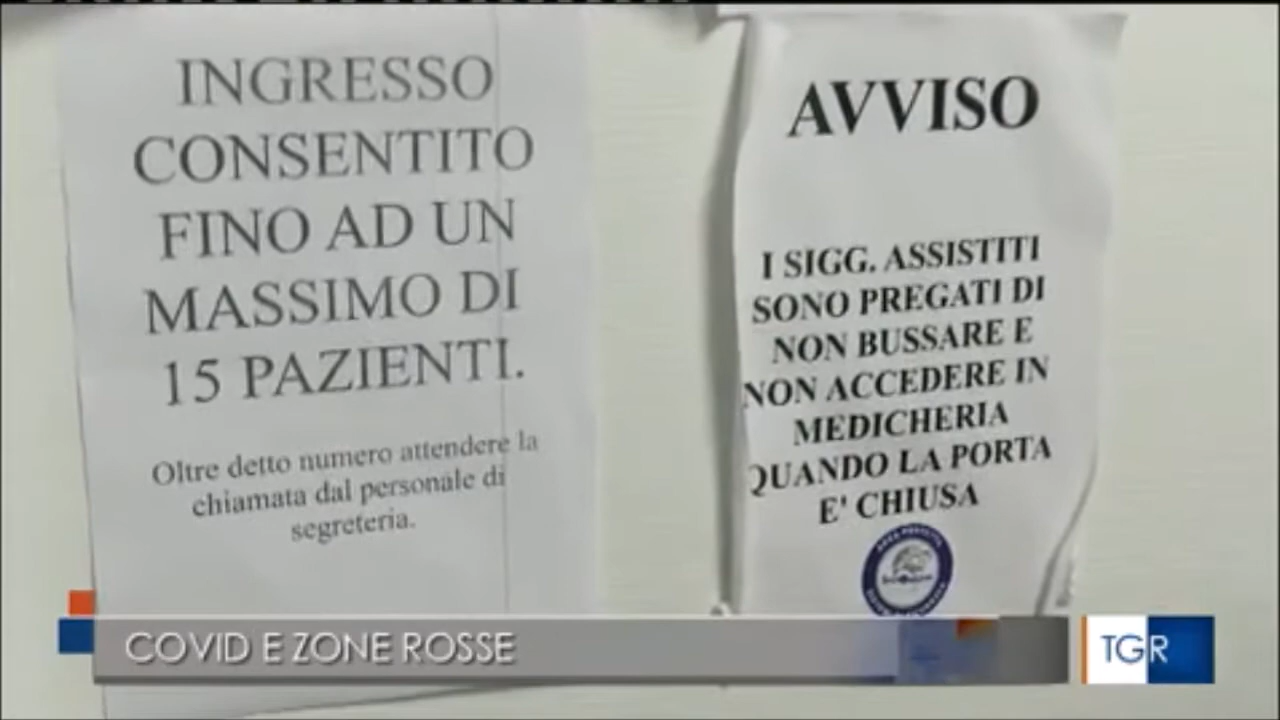 INGRESSO
CONSENTITO
FINO AD UN
MASSIMO DI
15 PAZIENTI.
Oltre detto numero attendere la
chiamata dal personale di
segreteria.
AVVISO
I SIGG. ASSISTITI
SONO PREGATI DI
NON BUSSARE E
NON ACCEDERE IN
MEDICHERIA
QUANDO LA PORTA
E' CHIUSA
COVID E ZONE ROSSE
TGR